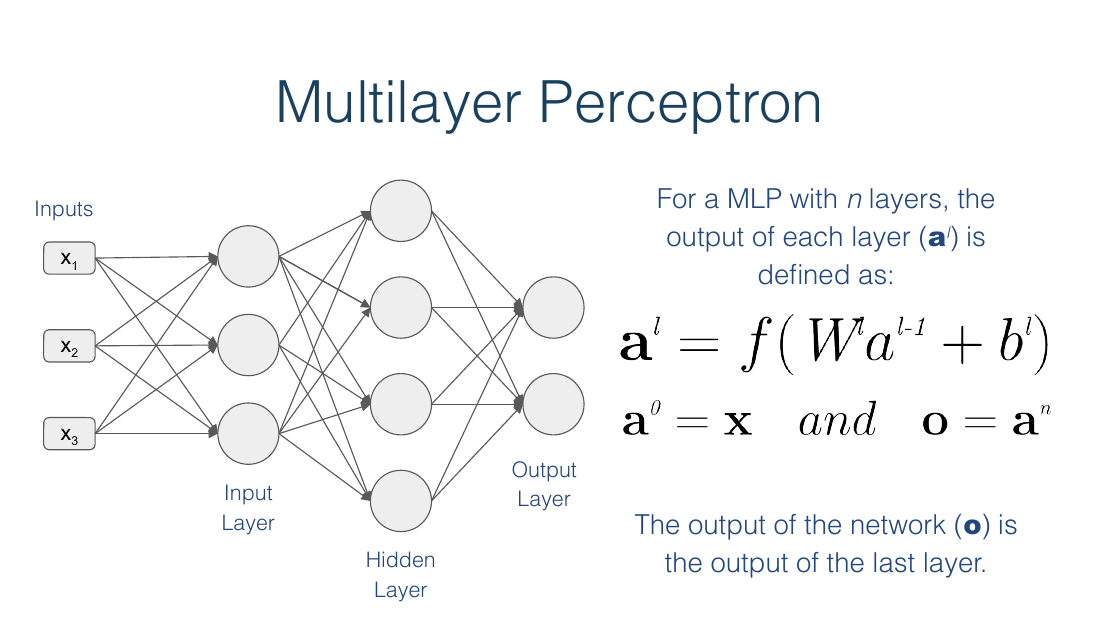 Multilayer Perceptron
Inputs
x₁
x₂
x₃
Input
Layer
Hidden
Layer
Output
Layer
For a MLP with n layers, the
output of each layer (aˡ) is
defined as:
aˡ = f( Wˡaˡ⁻¹ + bˡ)
a⁰ = x and o = aⁿ
The output of the network (o) is
the output of the last layer.